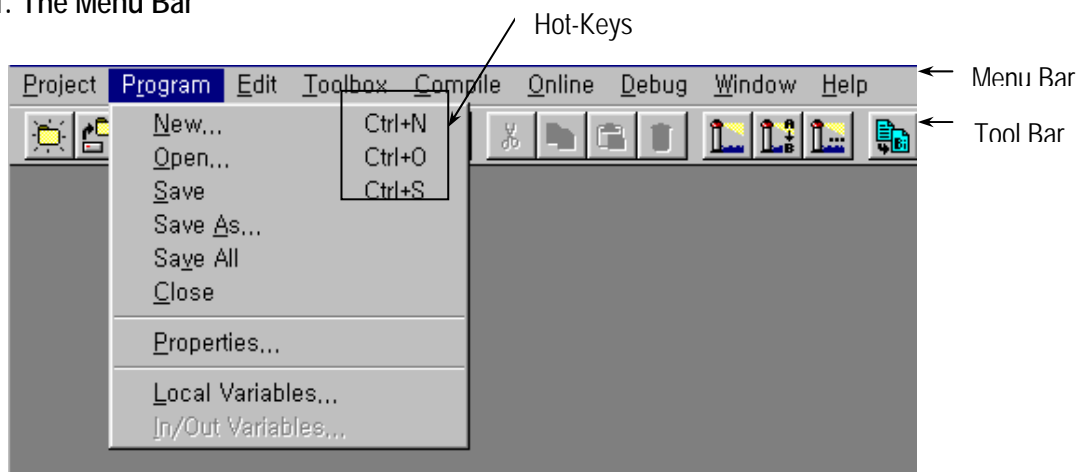 The Menu Bar
Hot-Keys
Project Program Edit Toolbox Compile Online Debug Window Help
Menu Bar
Tool Bar
New... Ctrl+N
Open... Ctrl+O
Save Ctrl+S
Save As...
Save All
Close
Properties...
Local Variables...
In/Out Variables...